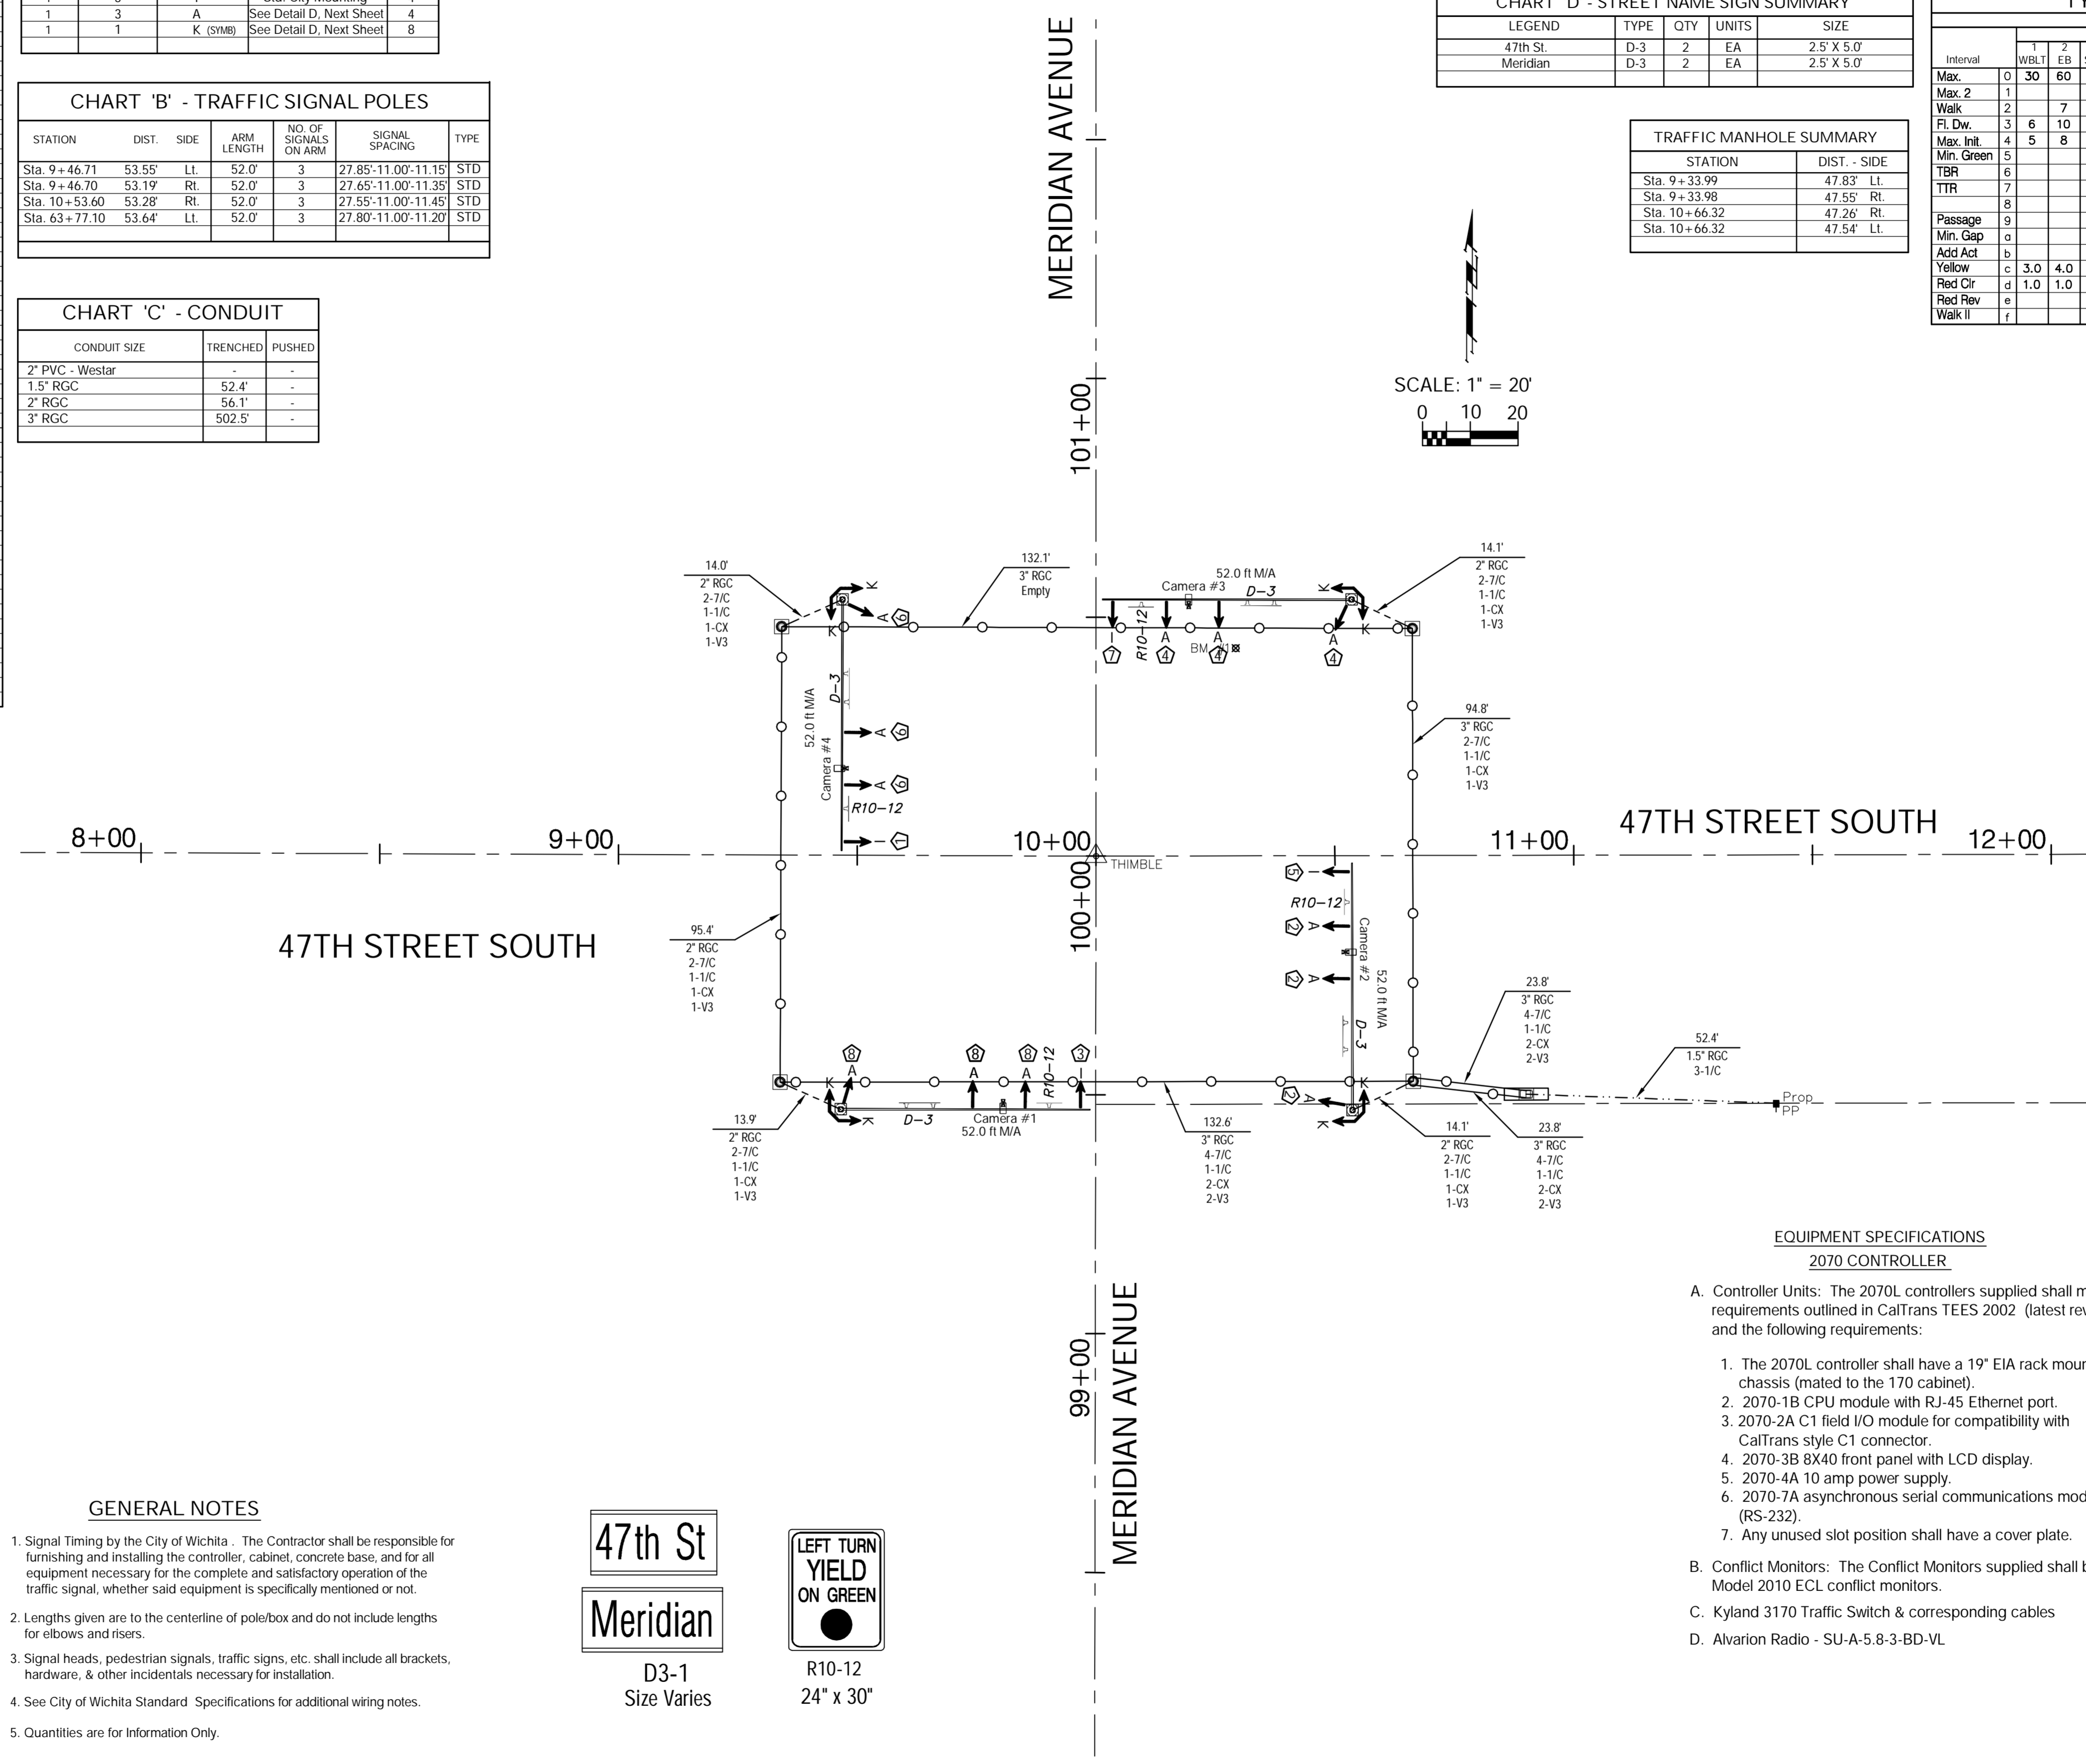 1 3 A See Detail D, Next Sheet 4
1 1 K (SYMB) See Detail D, Next Sheet 8
CHART 'B' - TRAFFIC SIGNAL POLES
STATION DIST. SIDE ARM LENGTH NO. OF SIGNALS ON ARM SIGNAL SPACING TYPE
Sta. 9+46.71 53.55' Lt. 52.0' 3 27.85'-11.00'-11.15' STD
Sta. 9+46.70 53.19' Rt. 52.0' 3 27.65'-11.00'-11.35' STD
Sta. 10+53.60 53.28' Rt. 52.0' 3 27.55'-11.00'-11.45' STD
Sta. 63+77.10 53.64' Lt. 52.0' 3 27.80'-11.00'-11.20' STD
CHART 'C' - CONDUIT
CONDUIT SIZE TRENCHED PUSHED
2" PVC - Westar - -
1.5" RGC 52.4' -
2" RGC 56.1' -
3" RGC 502.5' -
CHART 'D' - STREET NAME SIGN SUMMARY
LEGEND TYPE QTY UNITS SIZE
47th St. D-3 2 EA 2.5' X 5.0'
Meridian D-3 2 EA 2.5' X 5.0'
TRAFFIC MANHOLE SUMMARY
STATION DIST. - SIDE
Sta. 9+33.99 47.83' Lt.
Sta. 9+33.98 47.55' Rt.
Sta. 10+66.32 47.26' Rt.
Sta. 10+66.32 47.54' Lt.
1 2
Interval WBLT EB
Max. 0 30 60
Max. 2 1
Walk 2 7
Fl. Dw. 3 6 10
Max. Init. 4 5 8
Min. Green 5
TBR 6
TTR 7
8
Passage 9
Min. Gap a
Add Act b
Yellow c 3.0 4.0
Red Clr d 1.0 1.0
Red Rev e
Walk II f
MERIDIAN AVENUE
SCALE: 1" = 20'
0 10 20
101+00
14.0'
2" RGC
2-7/C
1-1/C
1-CX
1-V3
132.1'
3" RGC
Empty
52.0 ft M/A
Camera #3
D-3
14.1'
2" RGC
2-7/C
1-1/C
1-CX
1-V3
K
K
A 6
K
K
I 7
R10-12
A 4
A 4
A 4
BM #1
D-3
52.0 ft M/A
Camera #4
A 6
A 6
R10-12
I 1
94.8'
3" RGC
2-7/C
1-1/C
1-CX
1-V3
47TH STREET SOUTH
8+00
9+00
10+00
11+00
12+00
THIMBLE
100+00
47TH STREET SOUTH
95.4'
2" RGC
2-7/C
1-1/C
1-CX
1-V3
5 I
R10-12
2 A
2 A
Camera #2
52.0 ft M/A
D-3
2 A
K
K
8 A
8 A
8 A
R10-12
3 I
K
K
D-3
Camera #1
52.0 ft M/A
23.8'
3" RGC
4-7/C
1-1/C
2-CX
2-V3
52.4'
1.5" RGC
3-1/C
Prop
PP
13.9'
2" RGC
2-7/C
1-1/C
1-CX
1-V3
132.6'
3" RGC
4-7/C
1-1/C
2-CX
2-V3
14.1'
2" RGC
2-7/C
1-1/C
1-CX
1-V3
23.8'
3" RGC
4-7/C
1-1/C
2-CX
2-V3
99+00
MERIDIAN AVENUE
EQUIPMENT SPECIFICATIONS
2070 CONTROLLER
A. Controller Units: The 2070L controllers supplied shall
requirements outlined in CalTrans TEES 2002 (latest
and the following requirements:
1. The 2070L controller shall have a 19" EIA rack
chassis (mated to the 170 cabinet).
2. 2070-1B CPU module with RJ-45 Ethernet port.
3. 2070-2A C1 field I/O module for compatibility with
CalTrans style C1 connector.
4. 2070-3B 8X40 front panel with LCD display.
5. 2070-4A 10 amp power supply.
6. 2070-7A asynchronous serial communications
(RS-232).
7. Any unused slot position shall have a cover plate.
B. Conflict Monitors: The Conflict Monitors supplied shall
Model 2010 ECL conflict monitors.
C. Kyland 3170 Traffic Switch & corresponding cables
D. Alvarion Radio - SU-A-5.8-3-BD-VL
GENERAL NOTES
1. Signal Timing by the City of Wichita . The Contractor shall be responsible for
furnishing and installing the controller, cabinet, concrete base, and for all
equipment necessary for the complete and satisfactory operation of the
traffic signal, whether said equipment is specifically mentioned or not.
2. Lengths given are to the centerline of pole/box and do not include lengths
for elbows and risers.
3. Signal heads, pedestrian signals, traffic signs, etc. shall include all brackets,
hardware, & other incidentals necessary for installation.
4. See City of Wichita Standard Specifications for additional wiring notes.
5. Quantities are for Information Only.
47th St
Meridian
D3-1
Size Varies
LEFT TURN
YIELD
ON GREEN
R10-12
24" x 30"